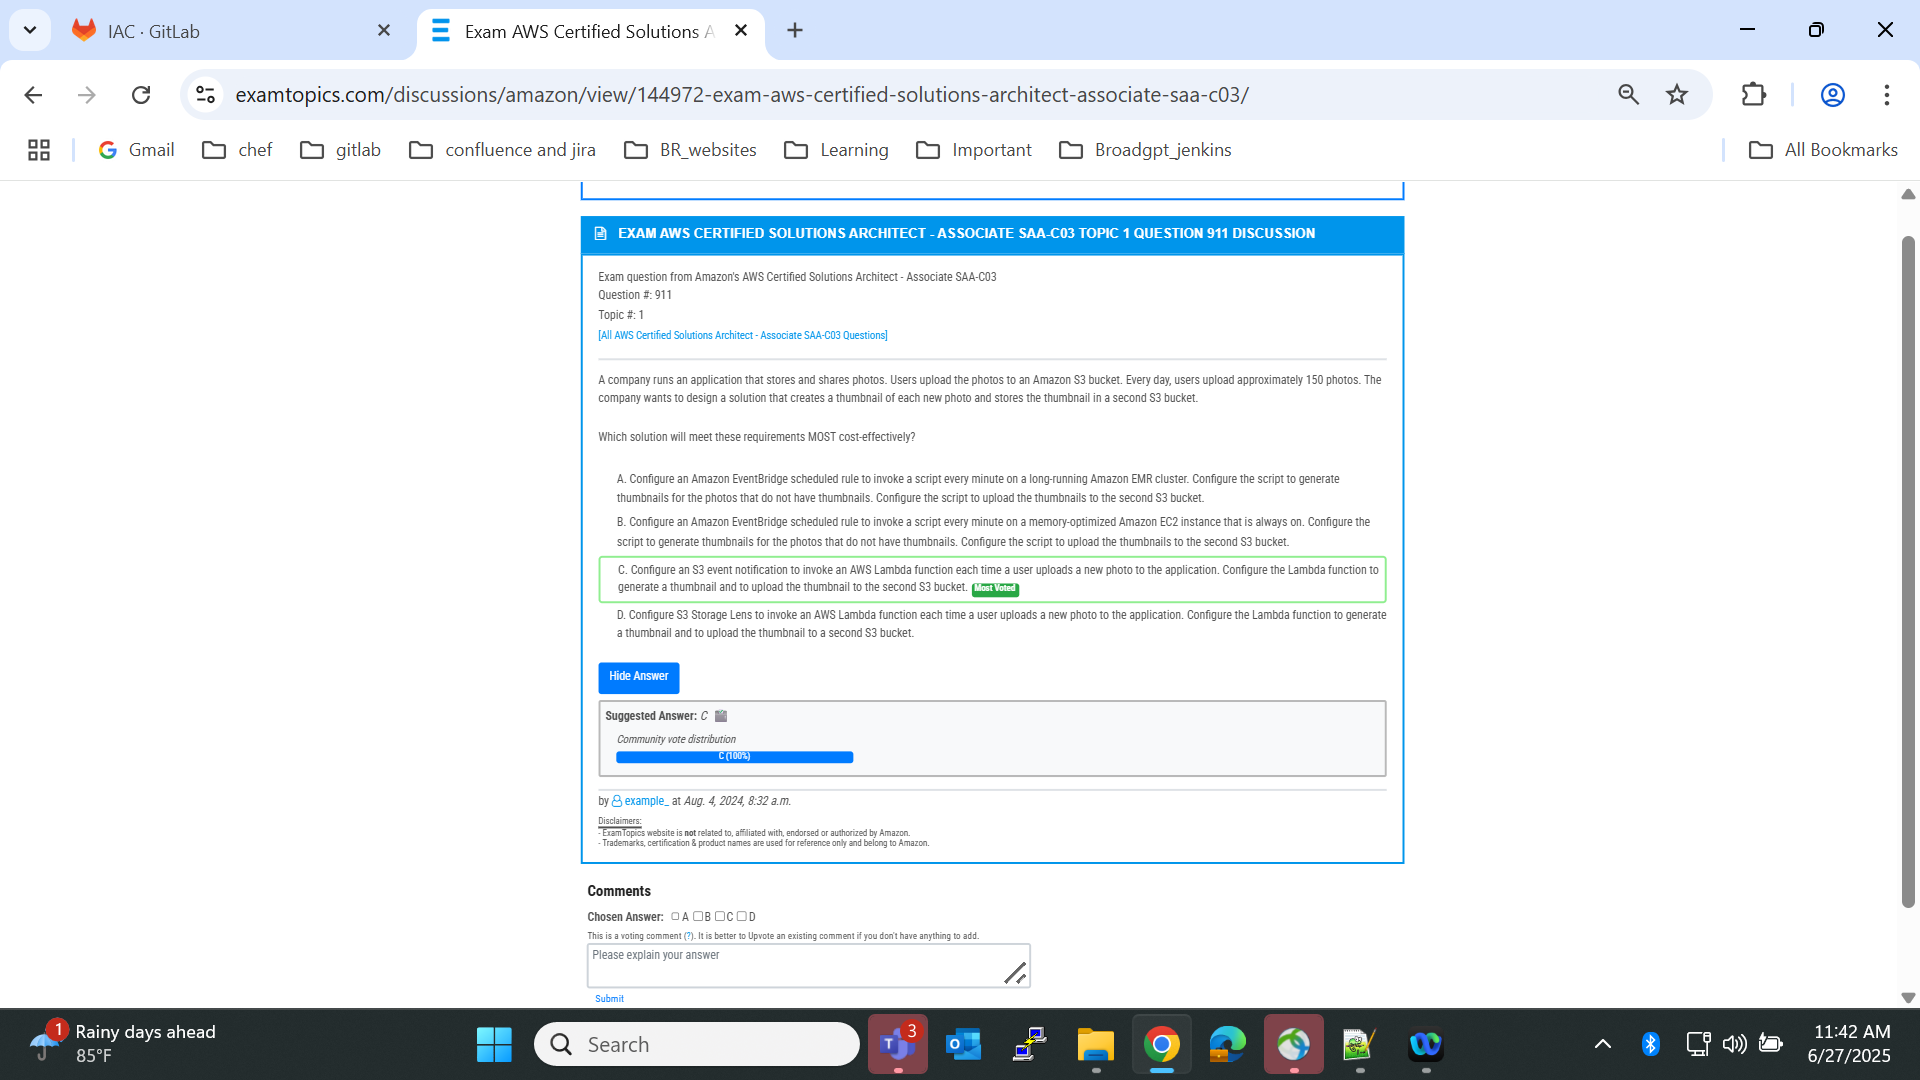 IAC · GitLab
Exam AWS Certified Solutions A
examtopics.com/discussions/amazon/view/144972-exam-aws-certified-solutions-architect-associate-saa-c03/
Gmail
chef
gitlab
confluence and jira
BR_websites
Learning
Important
Broadgpt_jenkins
All Bookmarks
EXAM AWS CERTIFIED SOLUTIONS ARCHITECT - ASSOCIATE SAA-C03 TOPIC 1 QUESTION 911 DISCUSSION
Exam question from Amazon's AWS Certified Solutions Architect - Associate SAA-C03
Question #: 911
Topic #: 1
[All AWS Certified Solutions Architect - Associate SAA-C03 Questions]
A company runs an application that stores and shares photos. Users upload the photos to an Amazon S3 bucket. Every day, users upload approximately 150 photos. The
company wants to design a solution that creates a thumbnail of each new photo and stores the thumbnail in a second S3 bucket.
Which solution will meet these requirements MOST cost-effectively?
A. Configure an Amazon EventBridge scheduled rule to invoke a script every minute on a long-running Amazon EMR cluster. Configure the script to generate
thumbnails for the photos that do not have thumbnails. Configure the script to upload the thumbnails to the second S3 bucket.
B. Configure an Amazon EventBridge scheduled rule to invoke a script every minute on a memory-optimized Amazon EC2 instance that is always on. Configure the
script to generate thumbnails for the photos that do not have thumbnails. Configure the script to upload the thumbnails to the second S3 bucket.
C. Configure an S3 event notification to invoke an AWS Lambda function each time a user uploads a new photo to the application. Configure the Lambda function to
generate a thumbnail and to upload the thumbnail to the second S3 bucket. Most Voted
D. Configure S3 Storage Lens to invoke an AWS Lambda function each time a user uploads a new photo to the application. Configure the Lambda function to generate
a thumbnail and to upload the thumbnail to a second S3 bucket.
Hide Answer
Suggested Answer: C
Community vote distribution
C (100%)
by example_ at Aug. 4, 2024, 8:32 a.m.
Disclaimers:
- ExamTopics website is not related to, affiliated with, endorsed or authorized by Amazon.
- Trademarks, certification & product names are used for reference only and belong to Amazon.
Comments
Chosen Answer: A B C D
This is a voting comment (?). It is better to Upvote an existing comment if you don't have anything to add.
Please explain your answer
Submit
1
Rainy days ahead
85°F
Search
3
11:42 AM
6/27/2025